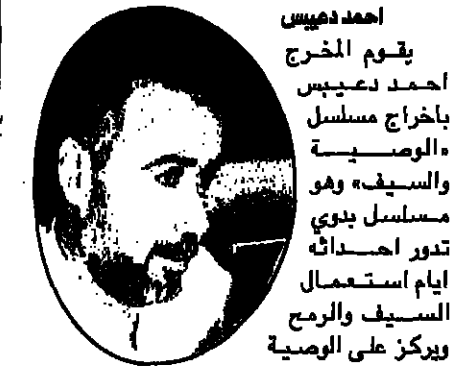 احمد دعيبس
يقوم المخرج
احمد دعيبس
باخراج مسلسل
«الوصية
والسيف» وهو
مسلسل بدوي
تدور احداثه
ايام استعمال
السيف والرمح
ويركز على الوصية